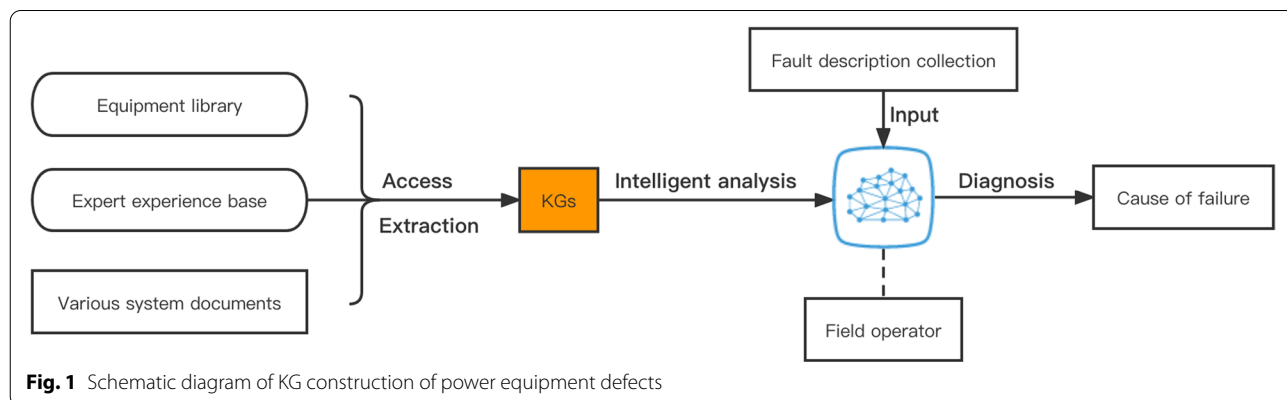 Equipment library
Expert experience base
Various system documents
Access
Extraction
KGs
Intelligent analysis
Fault description collection
Input
Field operator
Diagnosis
Cause of failure
Fig. 1 Schematic diagram of KG construction of power equipment defects